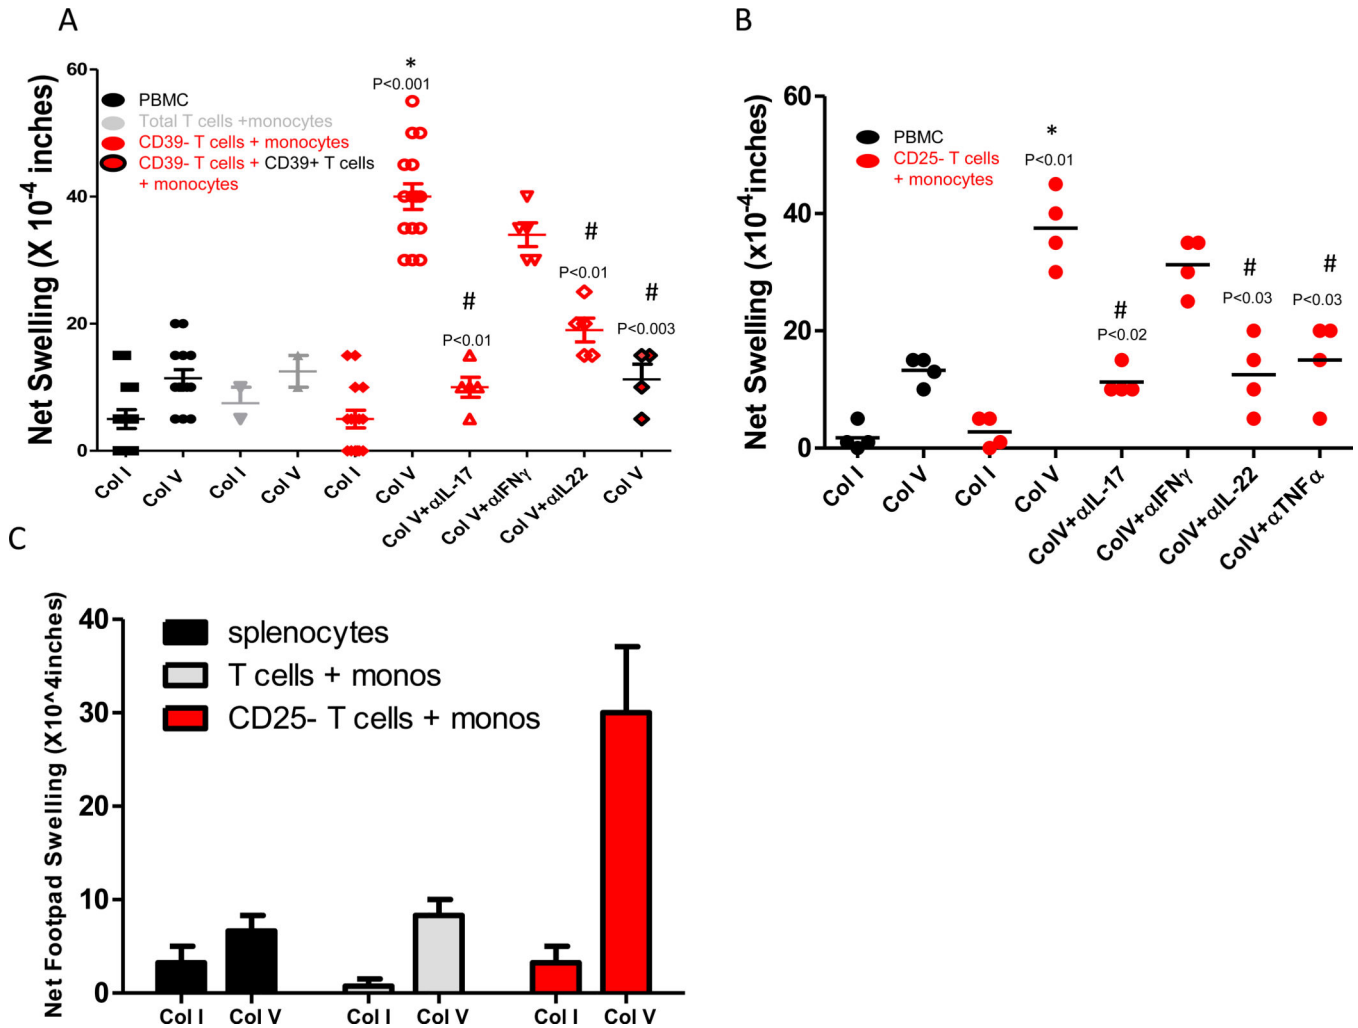 A
Net Swelling (X 10-4 inches)
60
40
20
0
PBMC
Total T cells +monocytes
CD39- T cells + monocytes
CD39- T cells + CD39+ T cells
+ monocytes
*
P<0.001
#
P<0.01
#
P<0.01
#
P<0.003
Col I
Col V
Col I
Col V
Col I
Col V
Col V+αIL-17
Col V+αIFNγ
Col V+αIL22
Col V
B
Net Swelling (x10-4inches)
60
40
20
0
PBMC
CD25- T cells
+ monocytes
*
P<0.01
#
P<0.02
#
P<0.03
#
P<0.03
Col I
Col V
Col I
Col V
ColV+αIL-17
ColV+αIFNγ
ColV+αIL-22
ColV+αTNFα
C
Net Footpad Swelling (X10^4inches)
40
30
20
10
0
splenocytes
T cells + monos
CD25- T cells + monos
Col I
Col V
Col I
Col V
Col I
Col V